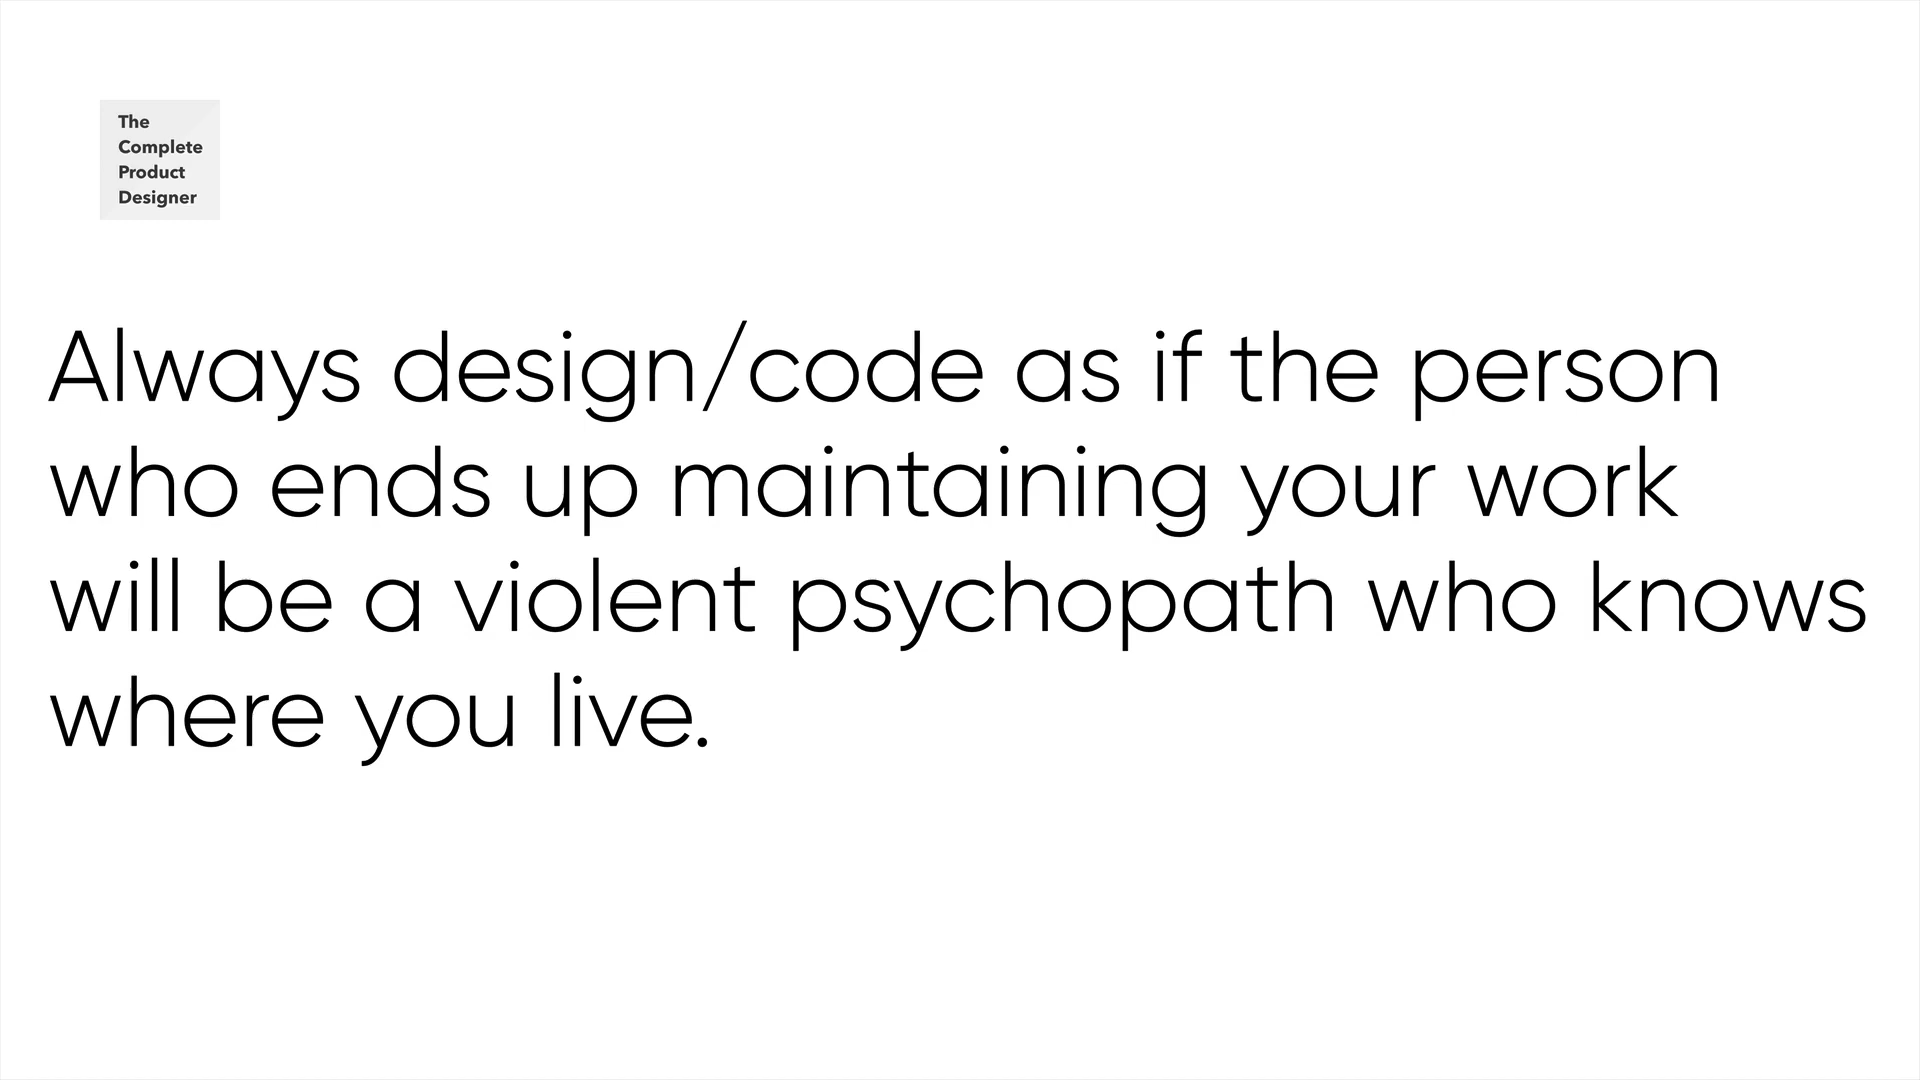 The
Complete
Product
Designer
Always design/code as if the person
who ends up maintaining your work
will be a violent psychopath who knows
where you live.